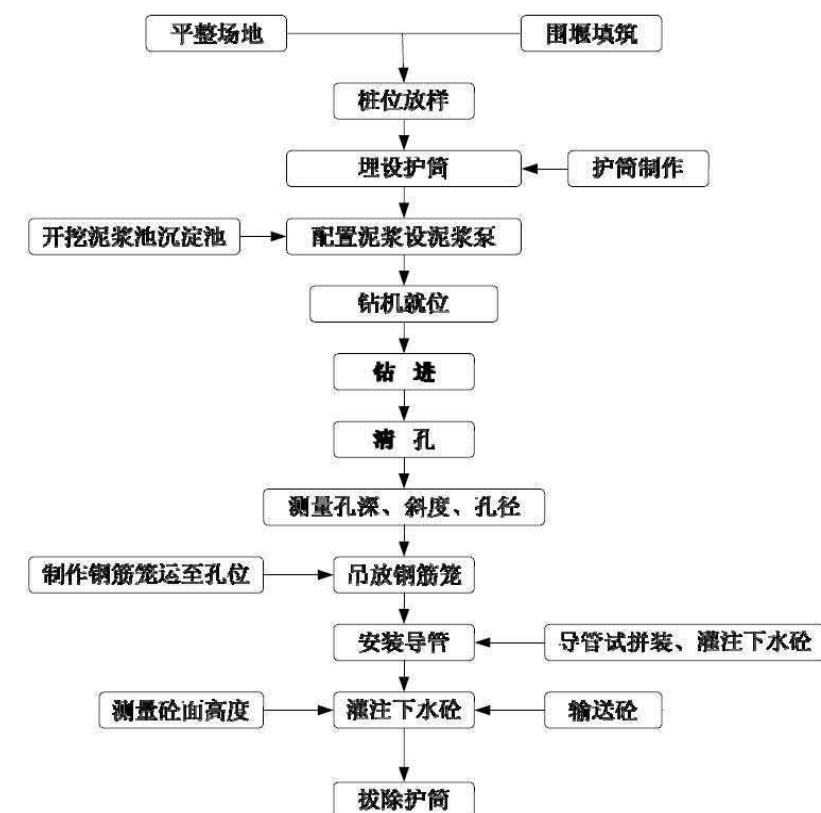 平整场地
围堰填筑
桩位放样
埋设护筒
护筒制作
开挖泥浆池沉淀池
配置泥浆设泥浆泵
钻机就位
钻 进
清 孔
测量孔深、斜度、孔径
制作钢筋笼运至孔位
吊放钢筋笼
安装导管
导管试拼装、灌注下水砼
测量砼面高度
灌注下水砼
输送砼
拔除护筒